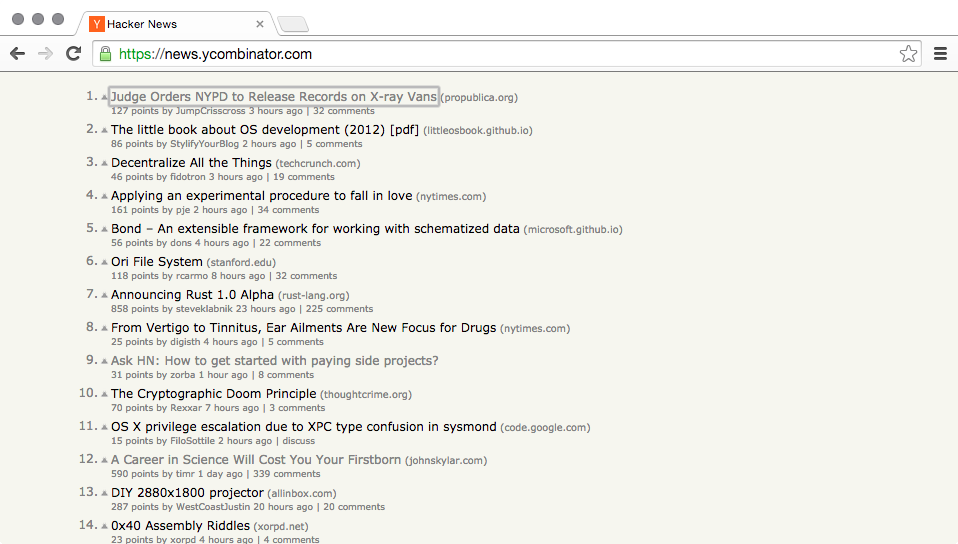 Y Hacker News
https://news.ycombinator.com
1. Judge Orders NYPD to Release Records on X-ray Vans (propublica.org)
127 points by JumpCrisscross 3 hours ago | 32 comments
2. The little book about OS development (2012) [pdf] (littleosbook.github.io)
86 points by StylifyYourBlog 2 hours ago | 5 comments
3. Decentralize All the Things (techcrunch.com)
46 points by fidotron 3 hours ago | 19 comments
4. Applying an experimental procedure to fall in love (nytimes.com)
161 points by pje 2 hours ago | 34 comments
5. Bond – An extensible framework for working with schematized data (microsoft.github.io)
56 points by dons 4 hours ago | 22 comments
6. Ori File System (stanford.edu)
118 points by rcarmo 8 hours ago | 32 comments
7. Announcing Rust 1.0 Alpha (rust-lang.org)
858 points by steveklabnik 23 hours ago | 225 comments
8. From Vertigo to Tinnitus, Ear Ailments Are New Focus for Drugs (nytimes.com)
25 points by digisth 4 hours ago | 5 comments
9. Ask HN: How to get started with paying side projects?
31 points by zorba 1 hour ago | 8 comments
10. The Cryptographic Doom Principle (thoughtcrime.org)
70 points by Rexxar 7 hours ago | 3 comments
11. OS X privilege escalation due to XPC type confusion in sysmond (code.google.com)
15 points by FiloSottile 2 hours ago | discuss
12. A Career in Science Will Cost You Your Firstborn (johnskylar.com)
590 points by timr 1 day ago | 339 comments
13. DIY 2880x1800 projector (allinbox.com)
287 points by WestCoastJustin 20 hours ago | 20 comments
14. 0x40 Assembly Riddles (xorpd.net)
23 points by xorpd 4 hours ago | 4 comments